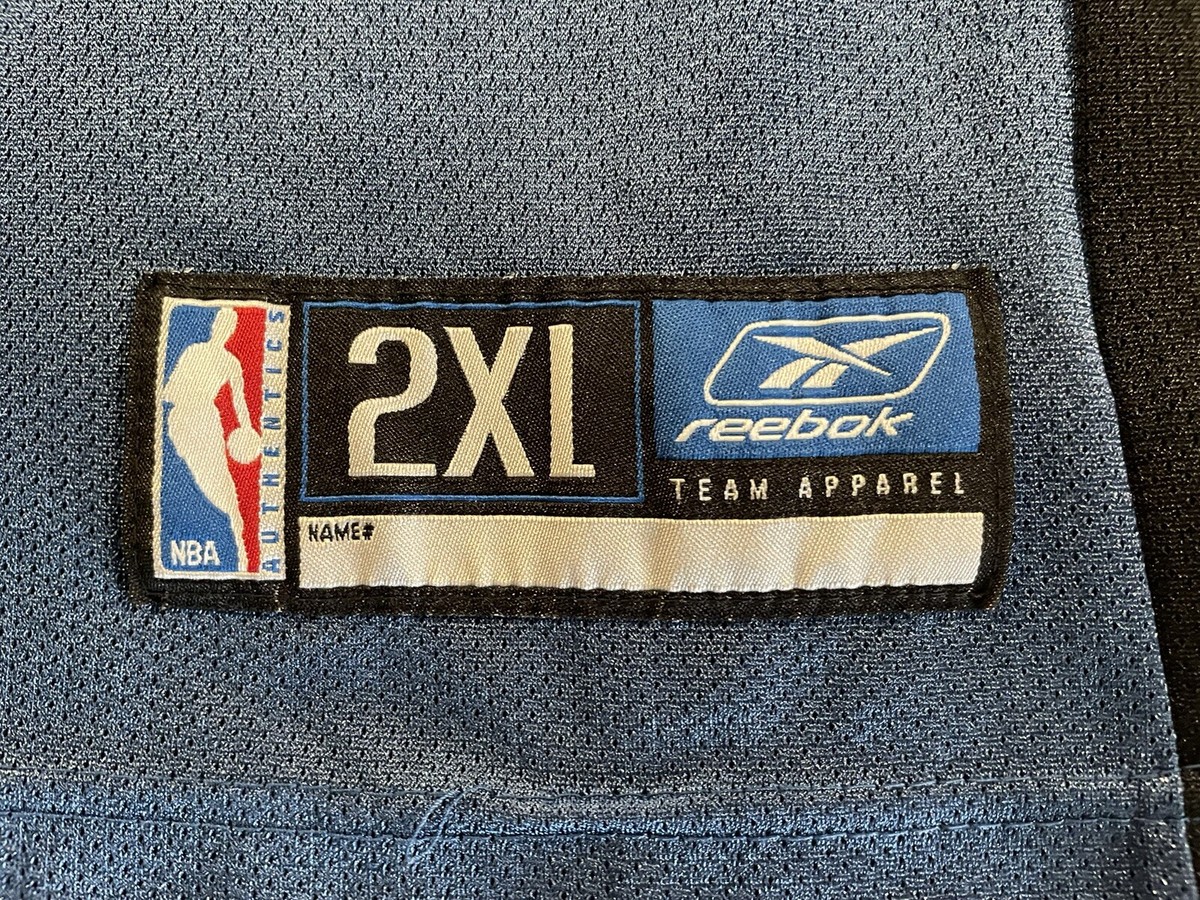 NBA
AUTHENTICS
2XL
reebok
TEAM APPAREL
NAME#